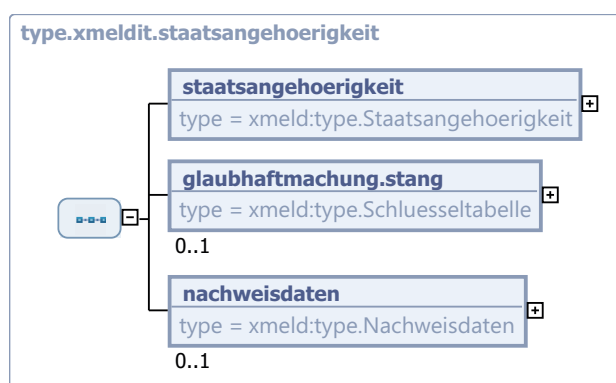 type.xmeldit.staatsangehoerigkeit
staatsangehoerigkeit
type = xmeld:type.Staatsangehoerigkeit
glaubhaftmachung.stang
type = xmeld:type.Schluesseltabelle
0..1
nachweisdaten
type = xmeld:type.Nachweisdaten
0..1